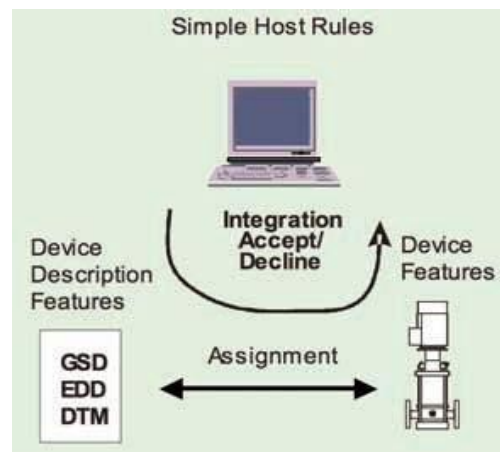 Simple Host Rules
Integration
Accept/
Decline
Device
Description
Features
Device
Features
GSD
EDD
DTM
Assignment